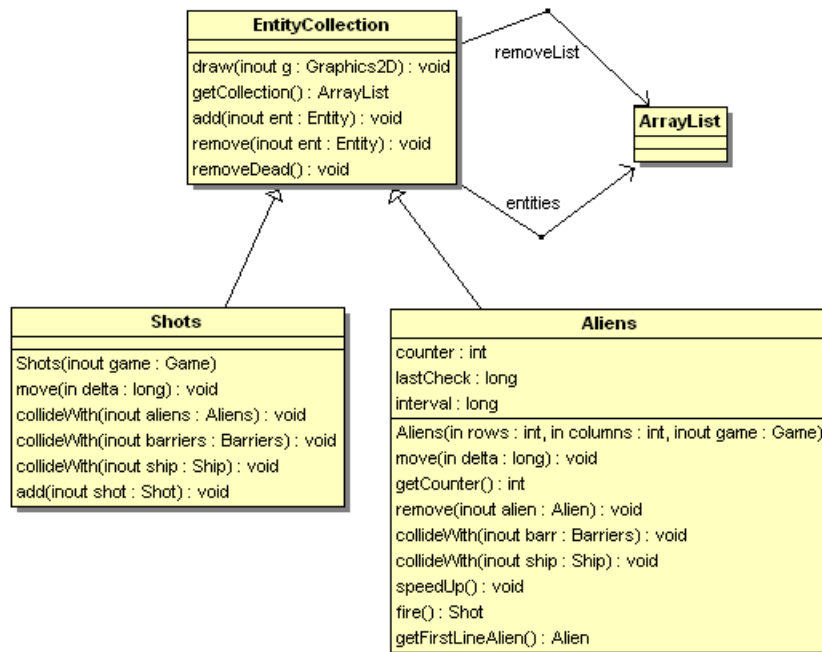 EntityCollection
draw(inout g : Graphics2D) : void
getCollection() : ArrayList
add(inout ent : Entity) : void
remove(inout ent : Entity) : void
removeDead() : void
removeList
ArrayList
entities
Shots
Shots(inout game : Game)
move(in delta : long) : void
collideWith(inout aliens : Aliens) : void
collideWith(inout barriers : Barriers) : void
collideWith(inout ship : Ship) : void
add(inout shot : Shot) : void
Aliens
counter : int
lastCheck : long
interval : long
Aliens(in rows : int, in columns : int, inout game : Game)
move(in delta : long) : void
getCounter() : int
remove(inout alien : Alien) : void
collideWith(inout barr : Barriers) : void
collideWith(inout ship : Ship) : void
speedUp() : void
fire() : Shot
getFirstLineAlien() : Alien